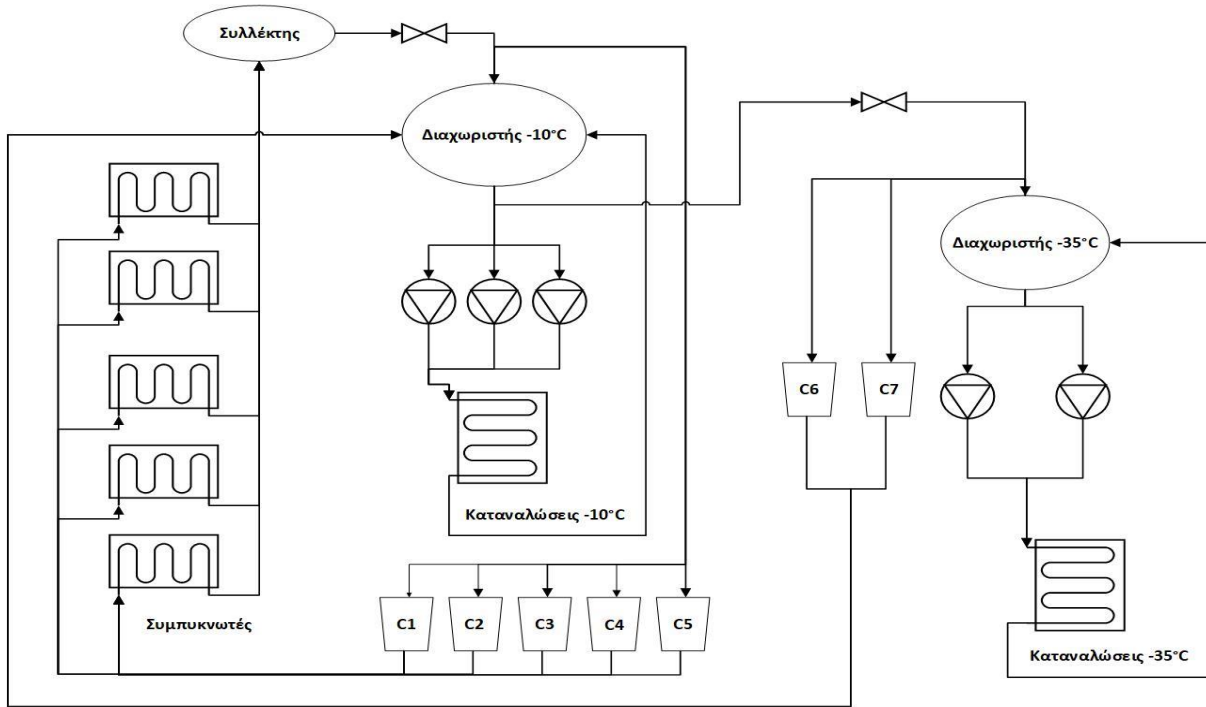 Συλλέκτης
Διαχωριστής -10°C
Διαχωριστής -35°C
C6
C7
Καταναλώσεις -10°C
C1
C2
C3
C4
C5
Συμπυκνωτές
Καταναλώσεις -35°C